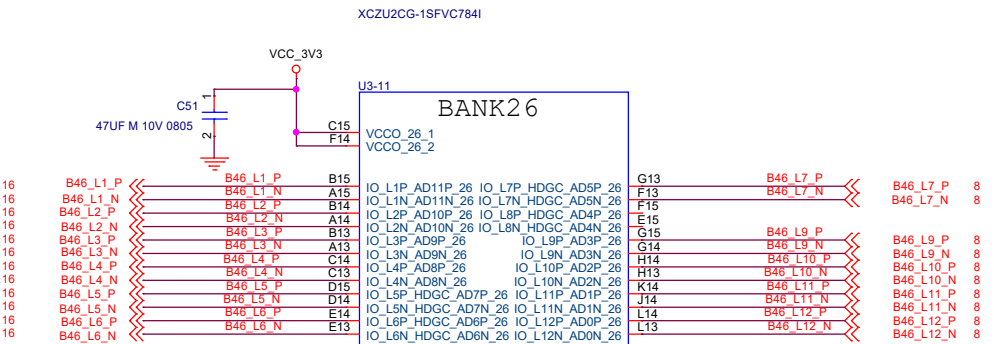 XCZU2CG-1SFVC784I
VCC_3V3
U3-11
BANK26
C51
1
47UF M 10V 0805
2
C15 VCCO_26_1
F14 VCCO_26_2
16 B46_L1_P B46_L1_P B15 IO_L1P_AD11P_26 IO_L7P_HDGC_AD5P_26 G13 B46_L7_P B46_L7_P 8
16 B46_L1_N B46_L1_N A15 IO_L1N_AD11N_26 IO_L7N_HDGC_AD5N_26 F13 B46_L7_N B46_L7_N 8
16 B46_L2_P B46_L2_P B14 IO_L2P_AD10P_26 IO_L8P_HDGC_AD4P_26 F15
16 B46_L2_N B46_L2_N A14 IO_L2N_AD10N_26 IO_L8N_HDGC_AD4N_26 E15
16 B46_L3_P B46_L3_P B13 IO_L3P_AD9P_26 IO_L9P_AD3P_26 G15 B46_L9_P B46_L9_P 8
16 B46_L3_N B46_L3_N A13 IO_L3N_AD9N_26 IO_L9N_AD3N_26 G14 B46_L9_N B46_L9_N 8
16 B46_L4_P B46_L4_P C14 IO_L4P_AD8P_26 IO_L10P_AD2P_26 H14 B46_L10_P B46_L10_P 8
16 B46_L4_N B46_L4_N C13 IO_L4N_AD8N_26 IO_L10N_AD2N_26 H13 B46_L10_N B46_L10_N 8
16 B46_L5_P B46_L5_P D15 IO_L5P_HDGC_AD7P_26 IO_L11P_AD1P_26 K14 B46_L11_P B46_L11_P 8
16 B46_L5_N B46_L5_N D14 IO_L5N_HDGC_AD7N_26 IO_L11N_AD1N_26 J14 B46_L11_N B46_L11_N 8
16 B46_L6_P B46_L6_P E14 IO_L6P_HDGC_AD6P_26 IO_L12P_AD0P_26 L14 B46_L12_P B46_L12_P 8
16 B46_L6_N B46_L6_N E13 IO_L6N_HDGC_AD6N_26 IO_L12N_AD0N_26 L13 B46_L12_N B46_L12_N 8